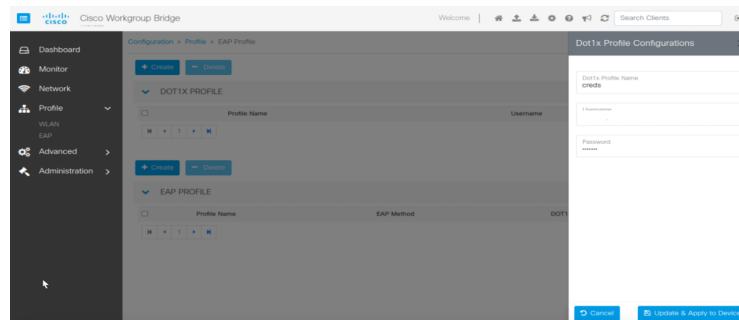 CISCO
Cisco Workgroup Bridge
Welcome
Search Clients
Dashboard
Monitor
Network
Profile
WLAN
EAP
Advanced
Administration
Configuration > Profile > EAP Profile
+ Create
− Delete
DOT1X PROFILE
Profile Name
Username
1
+ Create
− Delete
EAP PROFILE
Profile Name
EAP Method
DOT1
1
Dot1x Profile Configurations
Dot1x Profile Name
creds
Username
Password
•••••••
Cancel
Update & Apply to Device